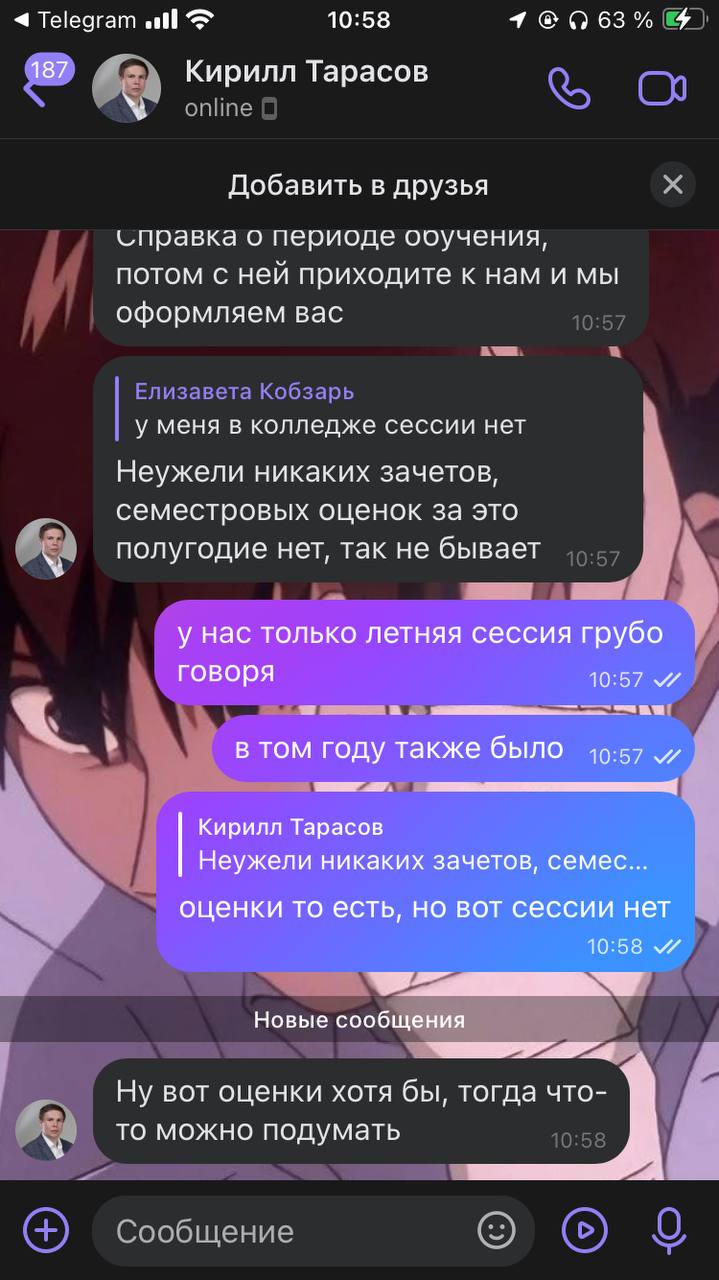 Telegram
10:58
63 %
187
Кирилл Тарасов
online
Добавить в друзья
Справка о периоде обучения,
потом с ней приходите к нам и мы
оформляем вас
10:57
Елизавета Кобзарь
у меня в колледже сессии нет
Неужели никаких зачетов,
семестровых оценок за это
полугодие нет, так не бывает
10:57
у нас только летняя сессия грубо
говоря
10:57
в том году также было
10:57
Кирилл Тарасов
Неужели никаких зачетов, семес...
оценки то есть, но вот сессии нет
10:58
Новые сообщения
Ну вот оценки хотя бы, тогда что-
то можно подумать
10:58
Сообщение